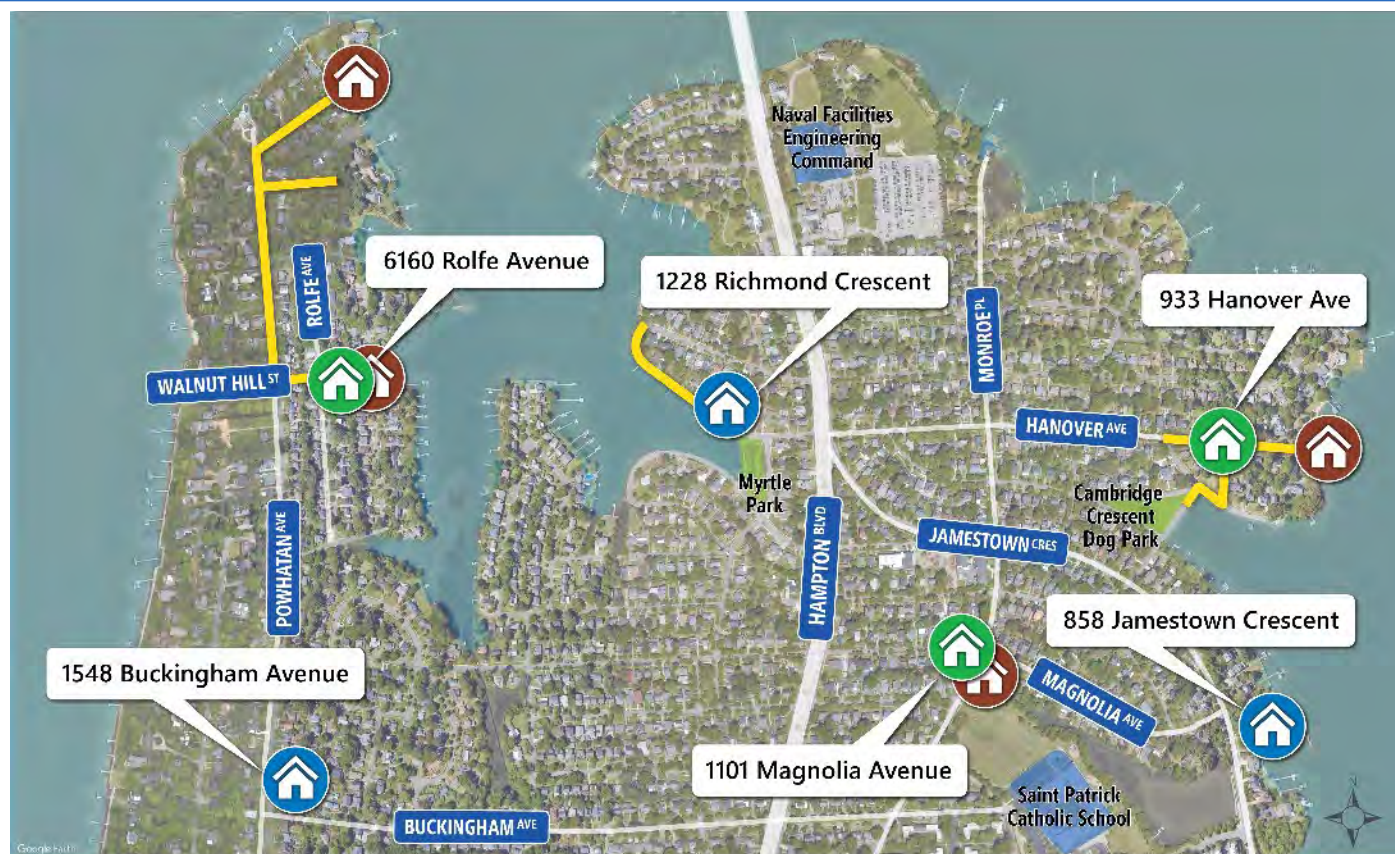 Naval Facilities
Engineering
Command
6160 Rolfe Avenue
ROLFE AVE
1228 Richmond Crescent
933 Hanover Ave
MONROE PL
WALNUT HILL ST
HANOVER AVE
Myrtle
Park
Cambridge
Crescent
Dog Park
POWHATAN AVE
HAMPTON BLVD
JAMESTOWN CRES
858 Jamestown Crescent
1548 Buckingham Avenue
MAGNOLIA AVE
1101 Magnolia Avenue
Saint Patrick
Catholic School
BUCKINGHAM AVE
N
Google Earth